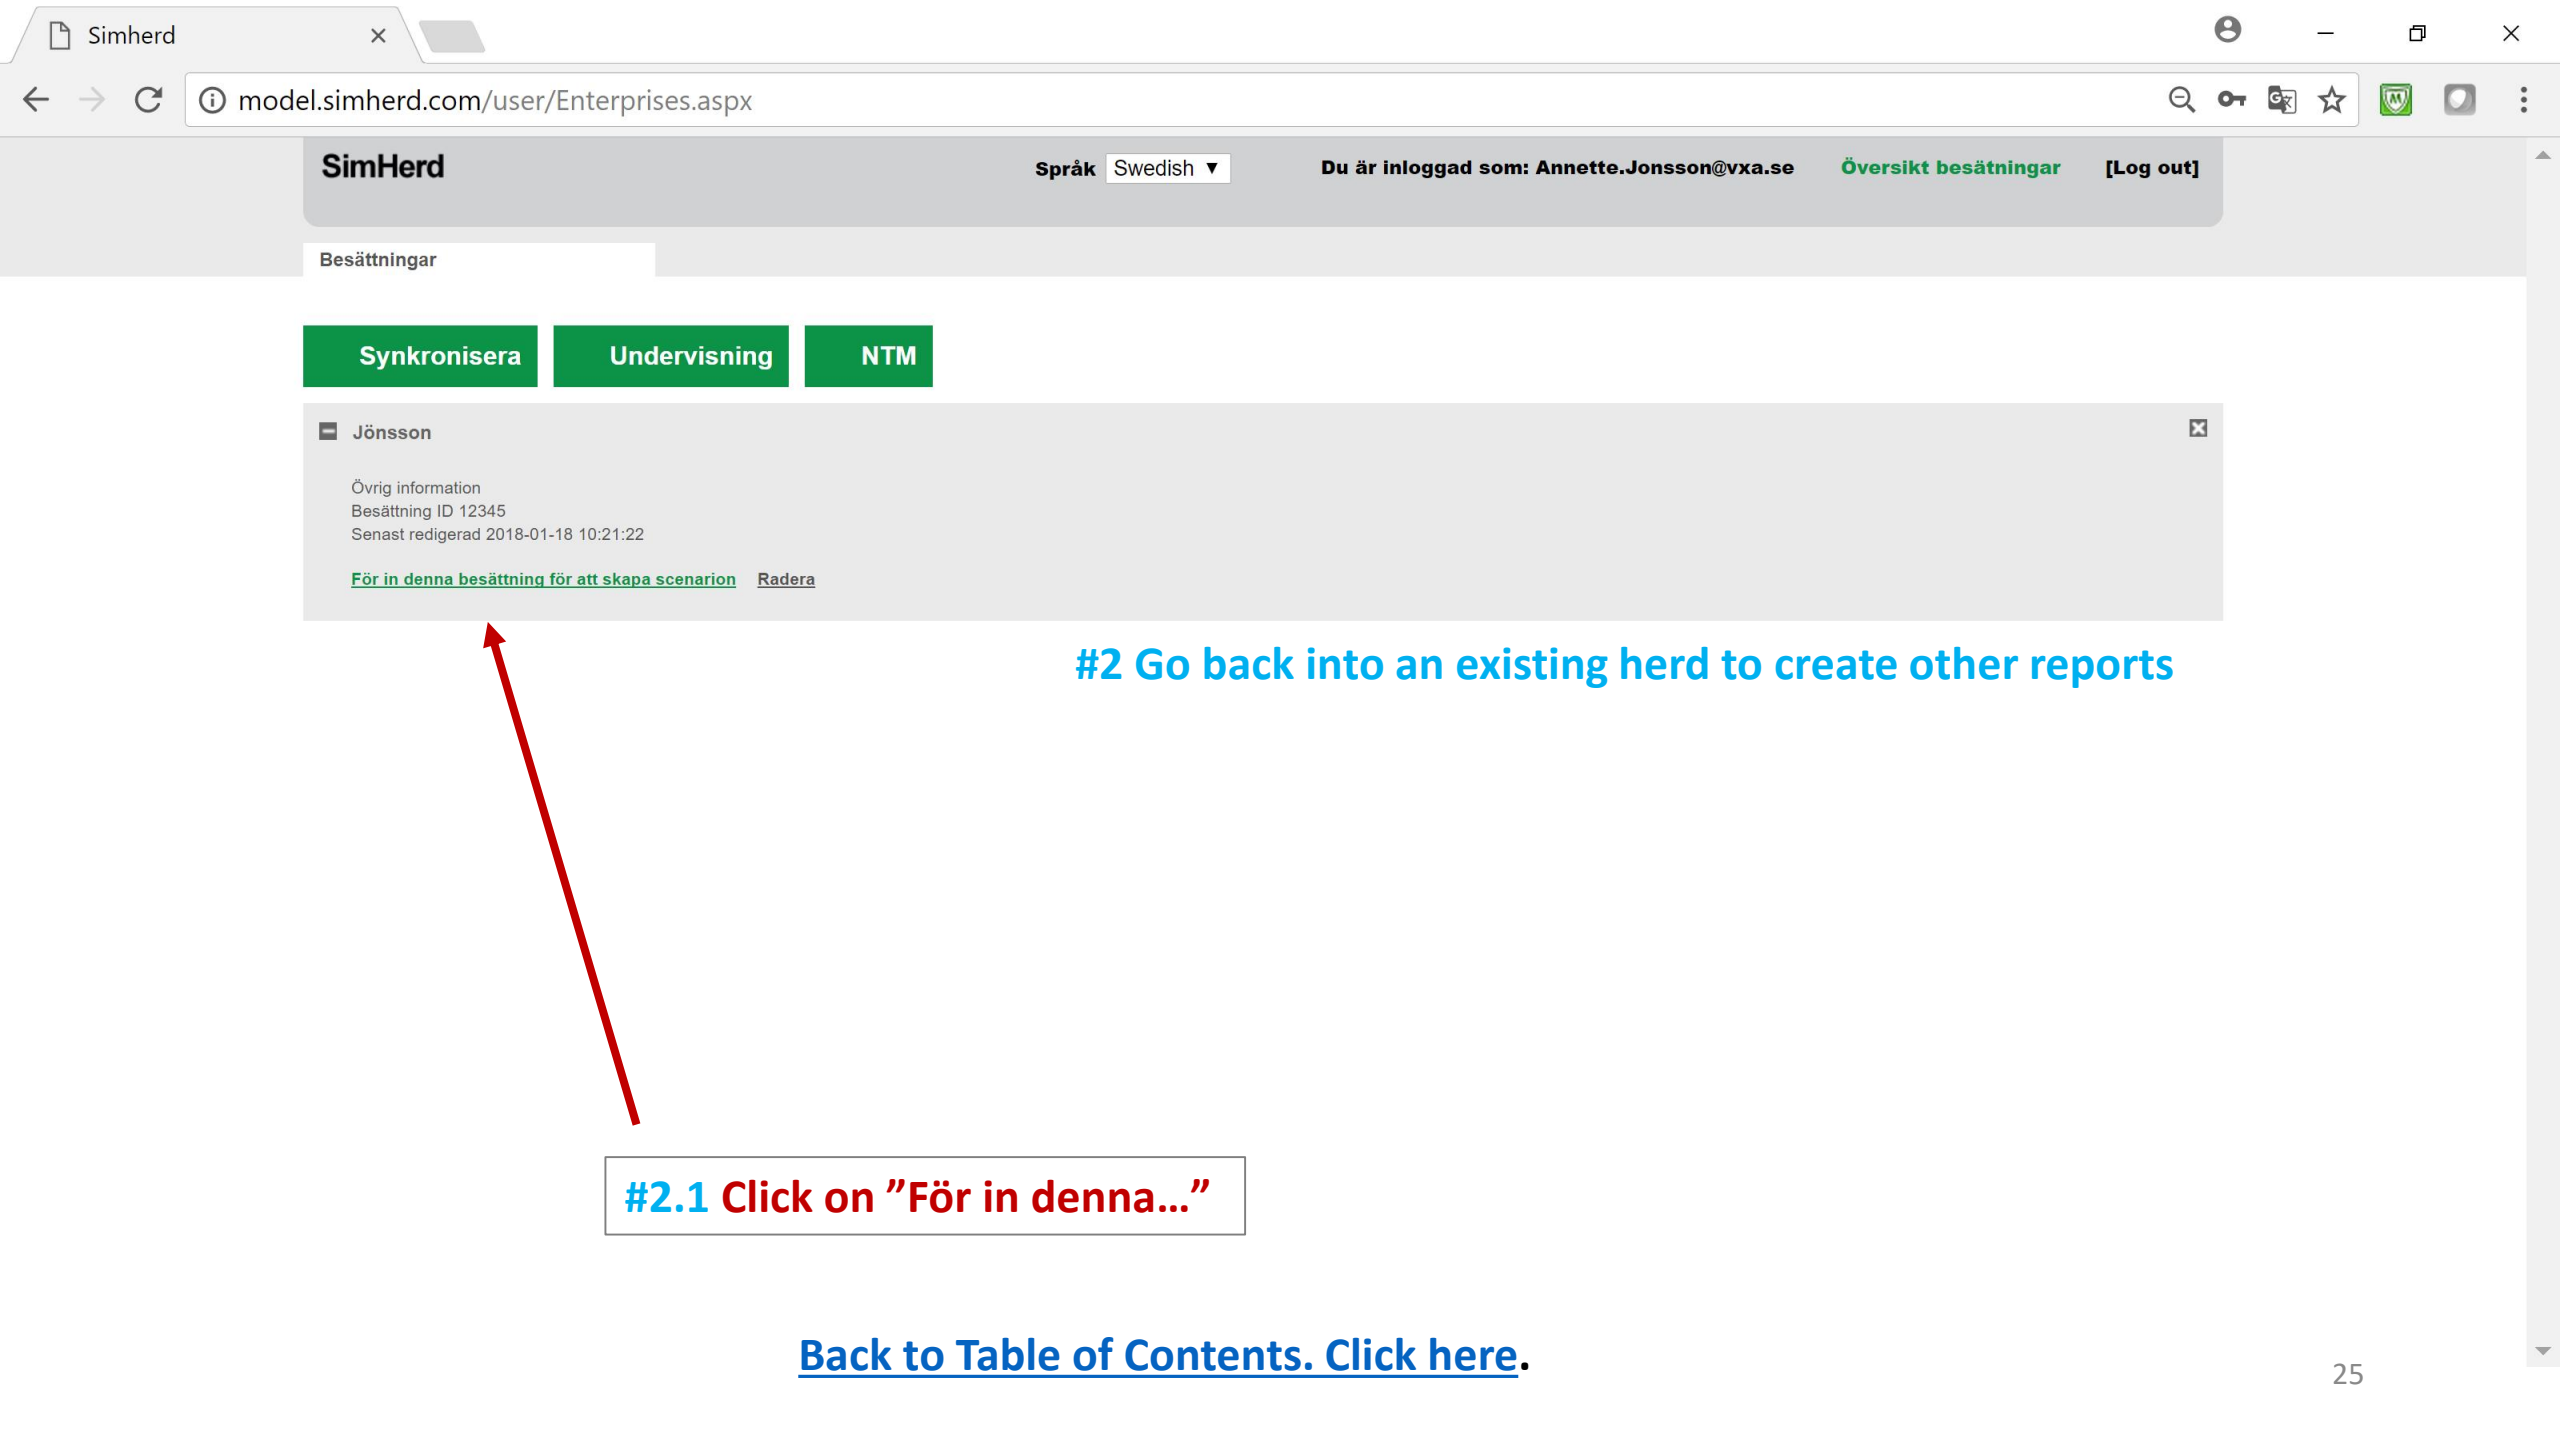 Simherd
model.simherd.com/user/Enterprises.aspx
SimHerd
Språk Swedish ▼ Du är inloggad som: Annette.Jonsson@vxa.se Översikt besätningar [Log out]
Besättningar
Synkronisera Undervisning NTM
Jönsson
Övrig information
Besättning ID 12345
Senast redigerad 2018-01-18 10:21:22
För in denna besättning för att skapa scenarion Radera
#2 Go back into an existing herd to create other reports
#2.1 Click on ”För in denna…”
Back to Table of Contents. Click here.
25